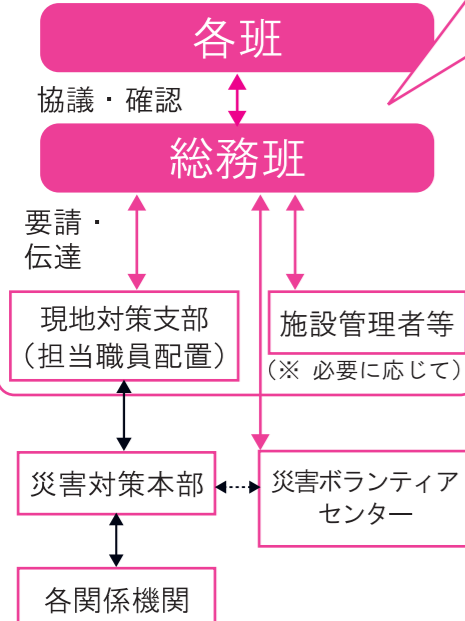 各班
協議・確認
総務班
要請・
伝達
現地対策支部
（担当職員配置）
施設管理者等
（※ 必要に応じて）
災害対策本部
災害ボランティア
センター
各関係機関